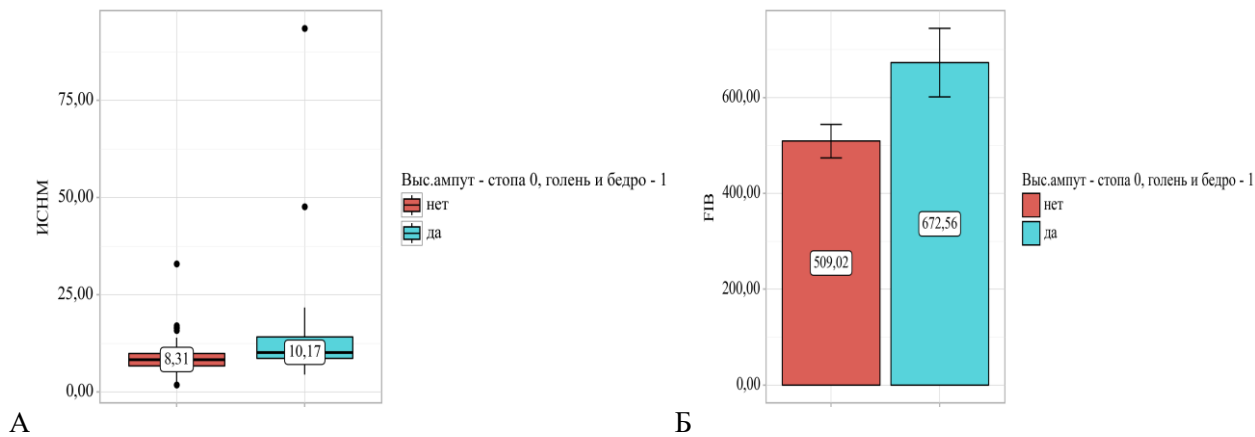 75,00
50,00
25,00
0,00
ИСНМ
8,31
10,17
Выс.ампут - стопа 0, голень и бедро - 1
нет
да
А
600,00
400,00
200,00
0,00
FIB
509,02
672,56
Выс.ампут - стопа 0, голень и бедро - 1
нет
да
Б